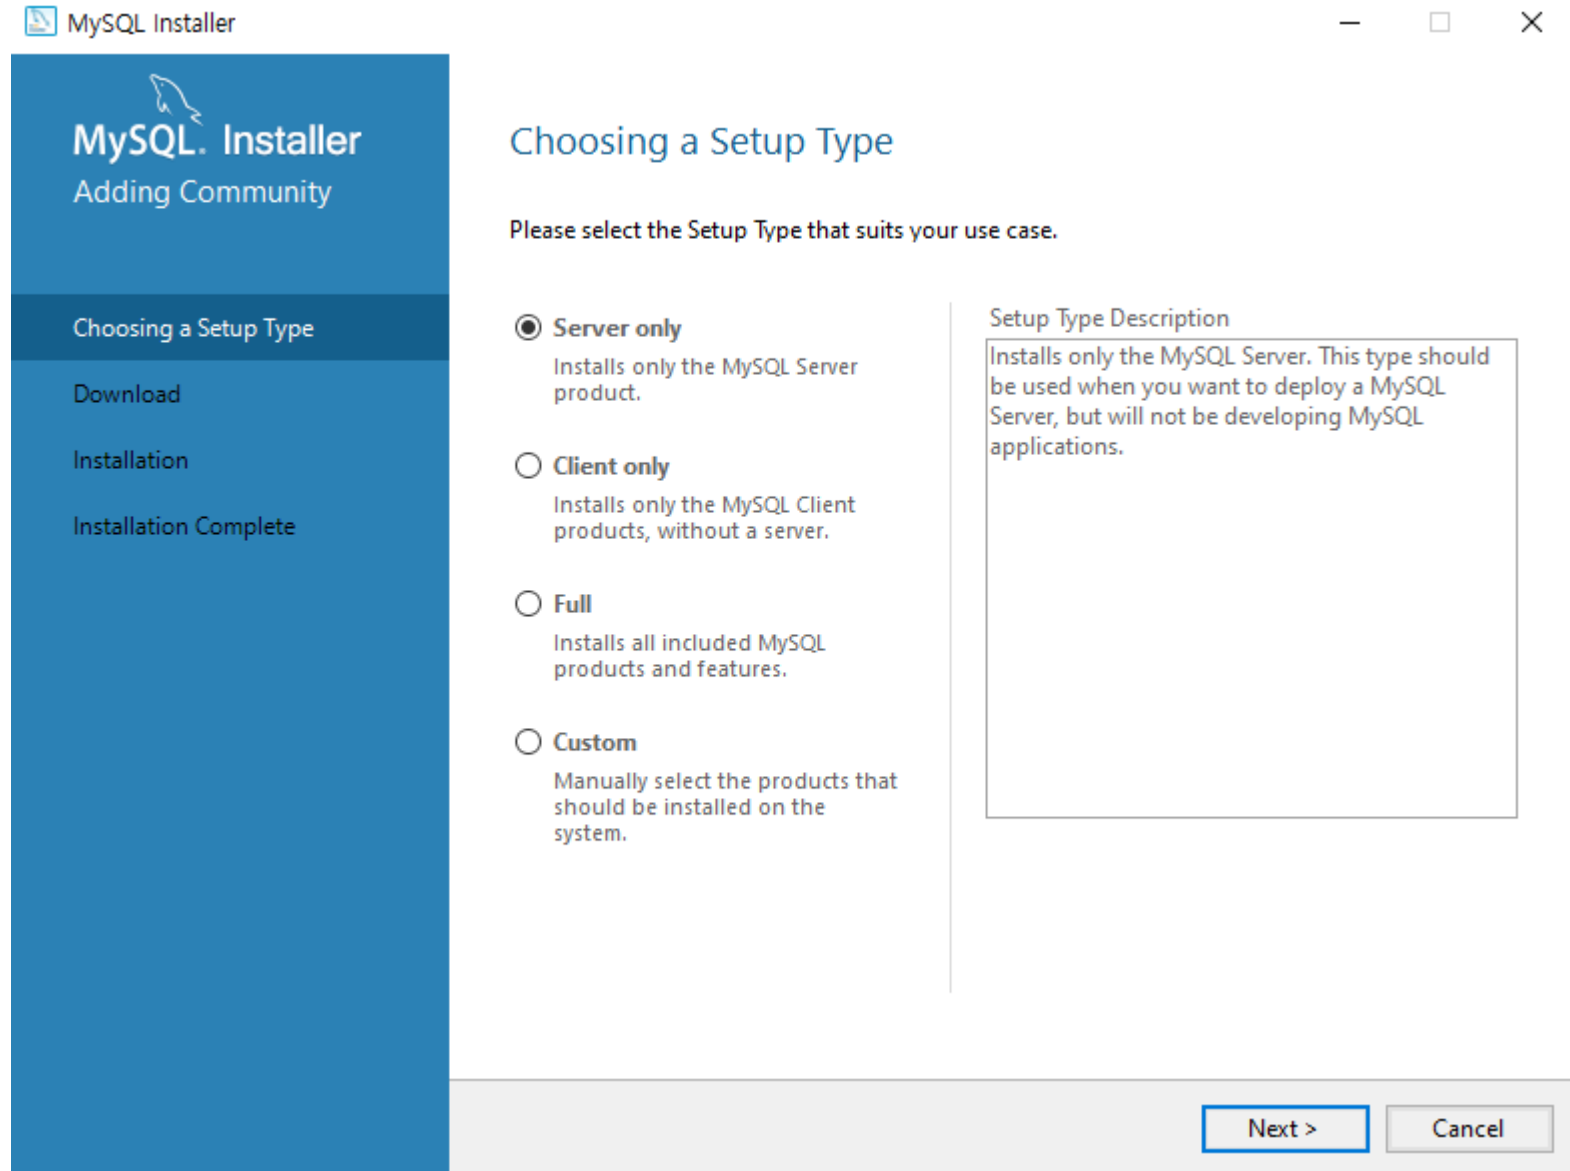 MySQL Installer
MySQL. Installer
Adding Community
Choosing a Setup Type
Download
Installation
Installation Complete
Choosing a Setup Type
Please select the Setup Type that suits your use case.
Server only
Installs only the MySQL Server
product.
Client only
Installs only the MySQL Client
products, without a server.
Full
Installs all included MySQL
products and features.
Custom
Manually select the products that
should be installed on the
system.
Setup Type Description
Installs only the MySQL Server. This type should
be used when you want to deploy a MySQL
Server, but will not be developing MySQL
applications.
Next >
Cancel